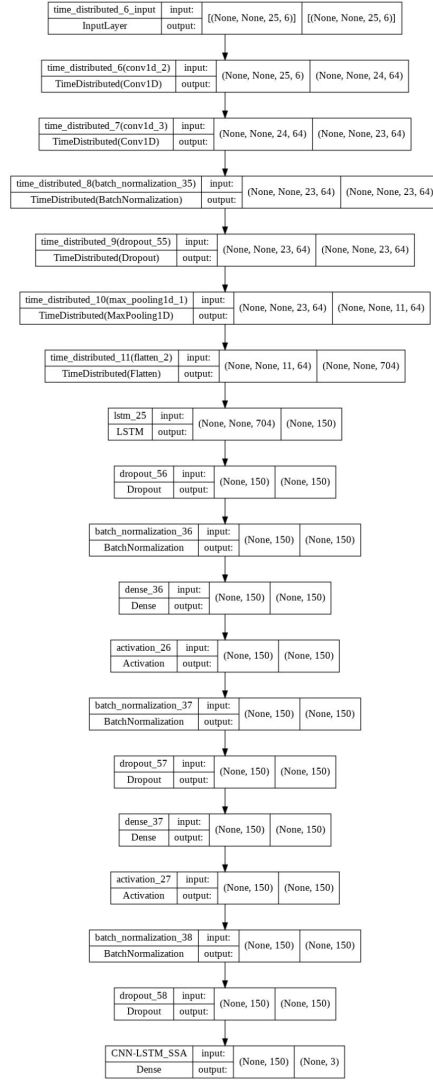 time_distributed_6_input input: [(None, None, 25, 6)] [(None, None, 25, 6)]
InputLayer output:
time_distributed_6(conv1d_2) input: (None, None, 25, 6) (None, None, 24, 64)
TimeDistributed(Conv1D) output:
time_distributed_7(conv1d_3) input: (None, None, 24, 64) (None, None, 23, 64)
TimeDistributed(Conv1D) output:
time_distributed_8(batch_normalization_35) input: (None, None, 23, 64) (None, None, 23, 64)
TimeDistributed(BatchNormalization) output:
time_distributed_9(dropout_55) input: (None, None, 23, 64) (None, None, 23, 64)
TimeDistributed(Dropout) output:
time_distributed_10(max_pooling1d_1) input: (None, None, 23, 64) (None, None, 11, 64)
TimeDistributed(MaxPooling1D) output:
time_distributed_11(flatten_2) input: (None, None, 11, 64) (None, None, 704)
TimeDistributed(Flatten) output:
lstm_25 input: (None, None, 704) (None, 150)
LSTM output:
dropout_56 input: (None, 150) (None, 150)
Dropout output:
batch_normalization_36 input: (None, 150) (None, 150)
BatchNormalization output:
dense_36 input: (None, 150) (None, 150)
Dense output:
activation_26 input: (None, 150) (None, 150)
Activation output:
batch_normalization_37 input: (None, 150) (None, 150)
BatchNormalization output:
dropout_57 input: (None, 150) (None, 150)
Dropout output:
dense_37 input: (None, 150) (None, 150)
Dense output:
activation_27 input: (None, 150) (None, 150)
Activation output:
batch_normalization_38 input: (None, 150) (None, 150)
BatchNormalization output:
dropout_58 input: (None, 150) (None, 150)
Dropout output:
CNN-LSTM_SSA input: (None, 150) (None, 3)
Dense output: